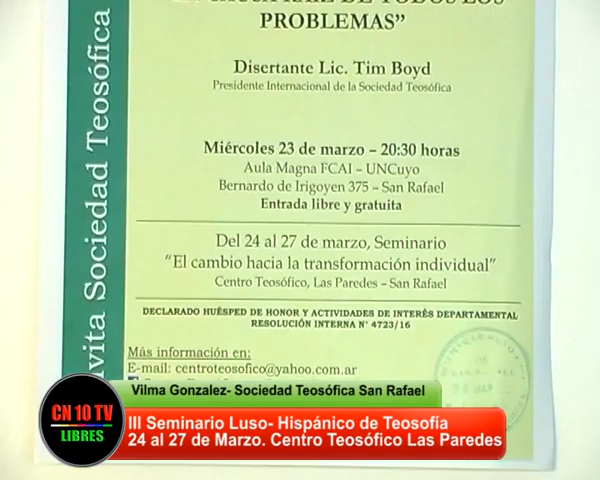 RAÍZ DE TODOS LOS
PROBLEMAS”
Disertante Lic. Tim Boyd
Presidente Internacional de la Sociedad Teosófica
Miércoles 23 de marzo – 20:30 horas
Aula Magna FCAI – UNCuyo
Bernardo de Irigoyen 375 – San Rafael
Entrada libre y gratuita
Del 24 al 27 de marzo, Seminario
“El cambio hacia la transformación individual”
Centro Teosófico, Las Paredes – San Rafael
DECLARADO HUÉSPED DE HONOR Y ACTIVIDADES DE INTERÉS DEPARTAMENTAL
RESOLUCIÓN INTERNA N° 4723/16
Más información en:
E-mail: centroteosofico@yahoo.com.ar
Sociedad Teosófica
Vilma Gonzalez- Sociedad Teosófica San Rafael
CN 10 TV
LIBRES
III Seminario Luso- Hispánico de Teosofía
24 al 27 de Marzo. Centro Teosófico Las Paredes